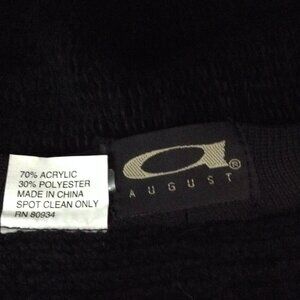 70% ACRYLIC
30% POLYESTER
MADE IN CHINA
SPOT CLEAN ONLY
RN 80934
a®
AUGUST